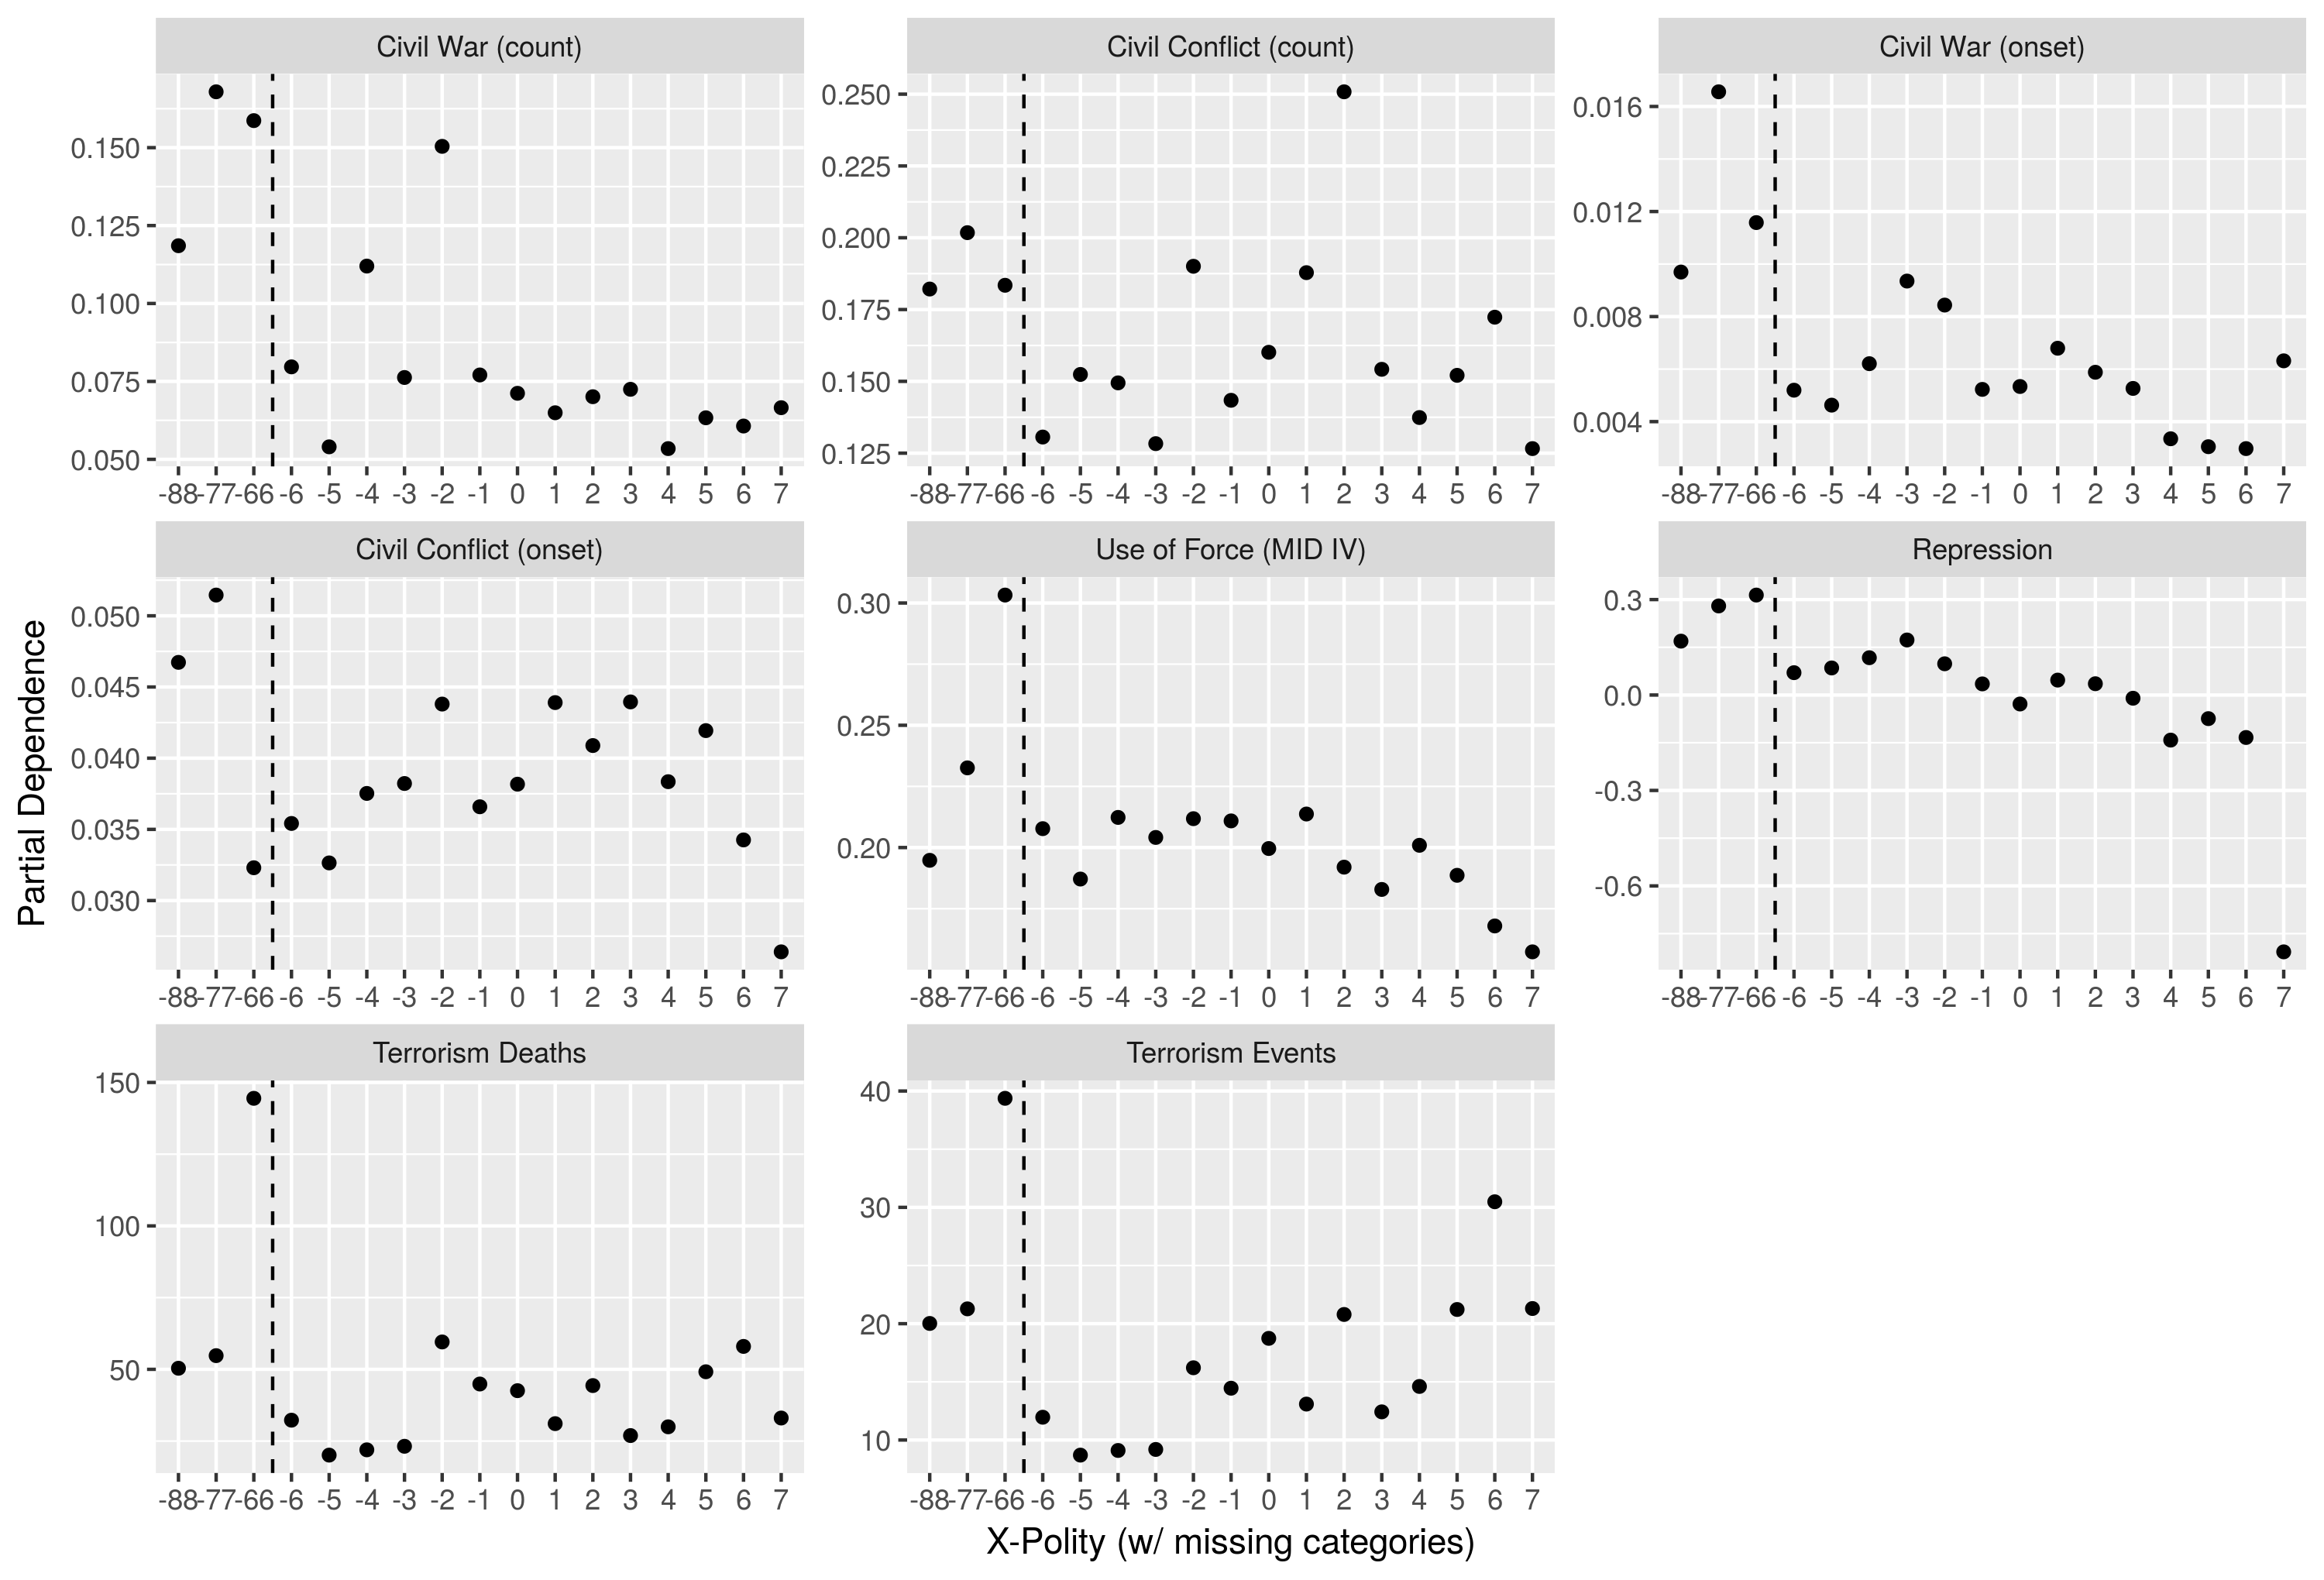 Civil War (count)
Civil Conflict (count)
Civil War (onset)
0.150
0.125
0.100
0.075
0.050
0.250
0.225
0.200
0.175
0.150
0.125
0.016
0.012
0.008
0.004
-88 -77 -66 -6 -5 -4 -3 -2 -1 0 1 2 3 4 5 6 7
-88 -77 -66 -6 -5 -4 -3 -2 -1 0 1 2 3 4 5 6 7
-88 -77 -66 -6 -5 -4 -3 -2 -1 0 1 2 3 4 5 6 7
Civil Conflict (onset)
Use of Force (MID IV)
Repression
Partial Dependence
0.050
0.045
0.040
0.035
0.030
0.30
0.25
0.20
0.3
0.0
-0.3
-0.6
-88 -77 -66 -6 -5 -4 -3 -2 -1 0 1 2 3 4 5 6 7
-88 -77 -66 -6 -5 -4 -3 -2 -1 0 1 2 3 4 5 6 7
-88 -77 -66 -6 -5 -4 -3 -2 -1 0 1 2 3 4 5 6 7
Terrorism Deaths
Terrorism Events
150
100
50
40
30
20
10
-88 -77 -66 -6 -5 -4 -3 -2 -1 0 1 2 3 4 5 6 7
-88 -77 -66 -6 -5 -4 -3 -2 -1 0 1 2 3 4 5 6 7
X-Polity (w/ missing categories)